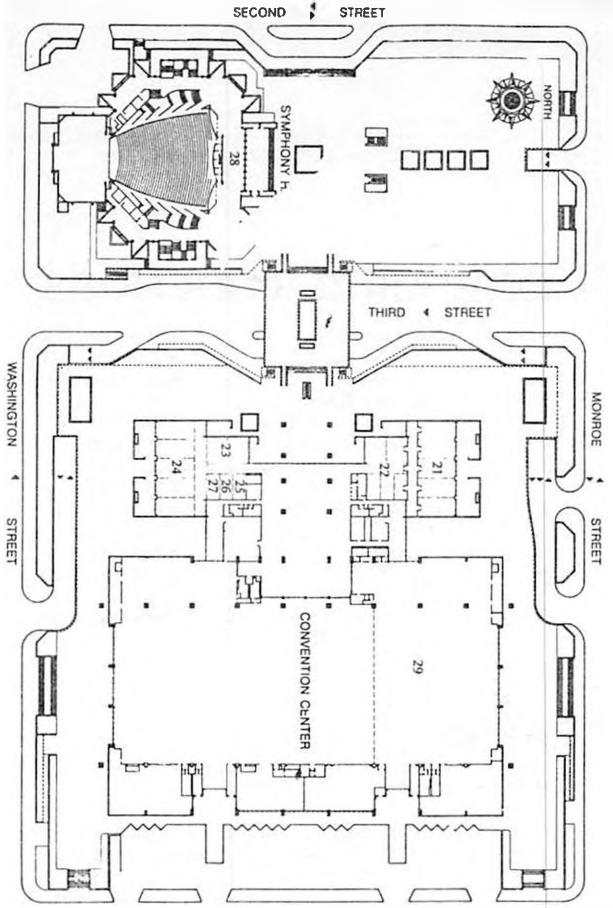 SECOND STREET
NORTH
SYMPHONY H.
28
THIRD STREET
WASHINGTON STREET
MONROE STREET
23
24
22
21
25
26
27
CONVENTION CENTER
29